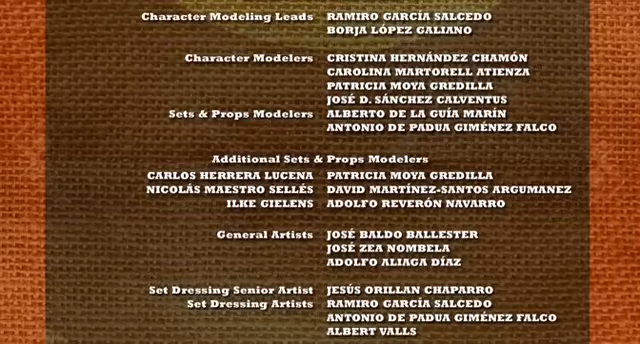 Character Modeling Leads RAMIRO GARCÍA SALCEDO
BORJA LÓPEZ GALIANO
Character Modelers CRISTINA HERNÁNDEZ CHAMÓN
CAROLINA MARTORELL ATIENZA
PATRICIA MOYA GREDILLA
JOSÉ D. SÁNCHEZ CALVENTUS
Sets & Props Modelers ALBERTO DE LA GUÍA MARÍN
ANTONIO DE PADUA GIMÉNEZ FALCO
Additional Sets & Props Modelers
CARLOS HERRERA LUCENA PATRICIA MOYA GREDILLA
NICOLÁS MAESTRO SELLÉS DAVID MARTÍNEZ-SANTOS ARGUMANEZ
ILKE GIELENS ADOLFO REVERÓN NAVARRO
General Artists JOSÉ BALDO BALLESTER
JOSÉ ZEA NOMBELA
ADOLFO ALIAGA DÍAZ
Set Dressing Senior Artist JESÚS ORILLAN CHAPARRO
Set Dressing Artists RAMIRO GARCÍA SALCEDO
ANTONIO DE PADUA GIMÉNEZ FALCO
ALBERT VALLS